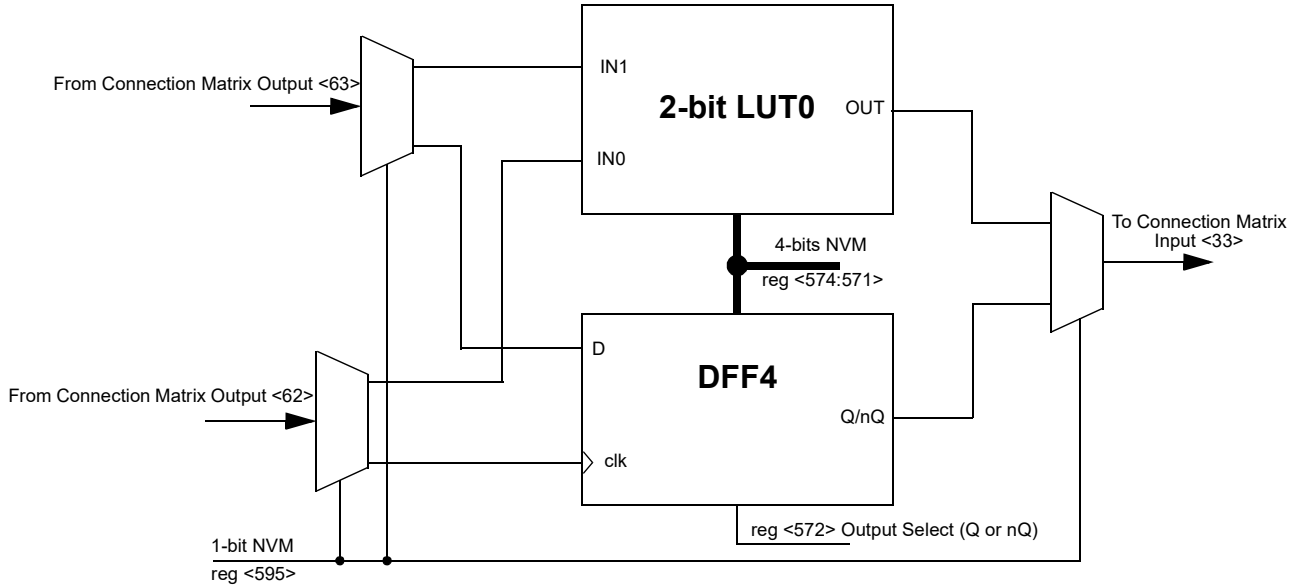 From Connection Matrix Output <63>
IN1
2-bit LUT0
OUT
IN0
To Connection Matrix
Input <33>
4-bits NVM
reg <574:571>
D
DFF4
From Connection Matrix Output <62>
Q/nQ
clk
reg <572> Output Select (Q or nQ)
1-bit NVM
reg <595>